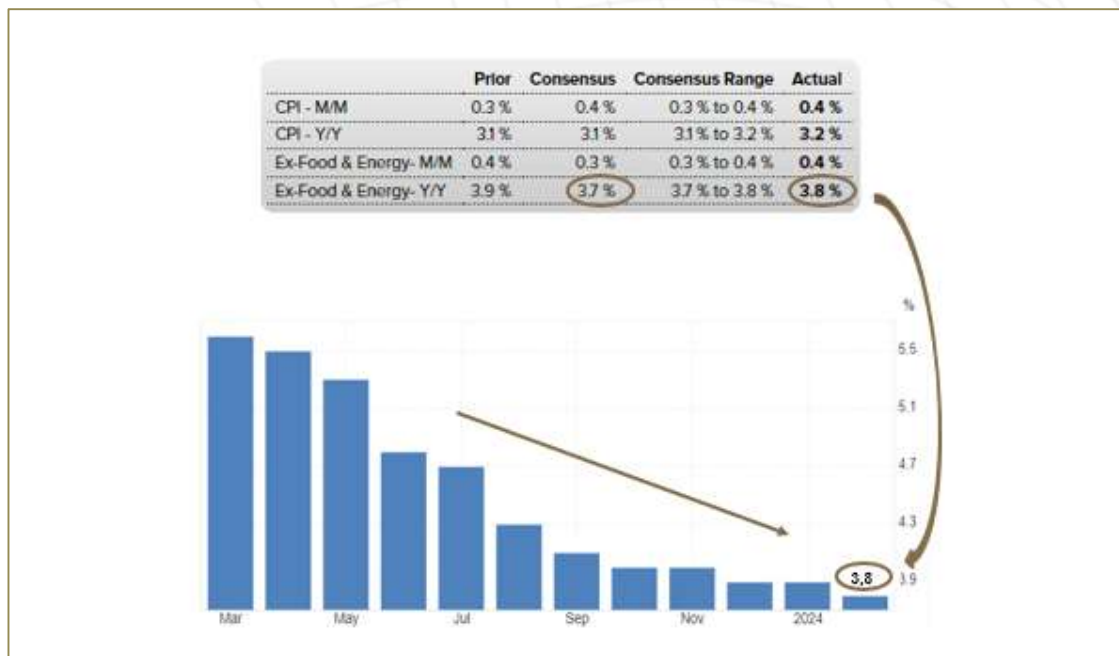 Prior Consensus Consensus Range Actual
CPI - M/M 0.3 % 0.4 % 0.3 % to 0.4 % 0.4 %
CPI - Y/Y 3.1 % 3.1 % 3.1 % to 3.2 % 3.2 %
Ex-Food & Energy- M/M 0.4 % 0.3 % 0.3 % to 0.4 % 0.4 %
Ex-Food & Energy- Y/Y 3.9 % 3.7 % 3.7 % to 3.8 % 3.8 %
%
5.5
5.1
4.7
4.3
3,8 3.9
Mar May Jul Sep Nov 2024